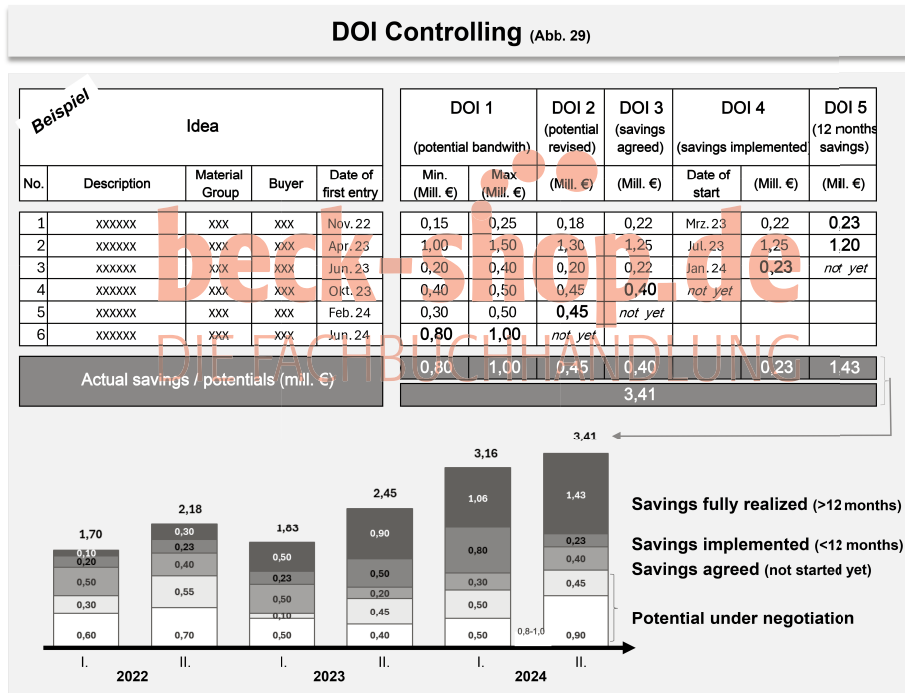 DOI Controlling (Abb. 29)
Beispiel
Idea
DOI 1 DOI 2 DOI 3 DOI 4 DOI 5
(potential (savings (12 months
(potential bandwith) revised) agreed) (savings implemented) savings)
No. Description Material Group Buyer Date of first entry Min. (Mill. €) Max (Mill. €) (Mill. €) (Mill. €) Date of start (Mill. €) (Mill. €)
1 xxxxxx xxx xxx Nov. 22 0,15 0,25 0,18 0,22 Mrz. 23 0,22 0,23
2 xxxxxx xxx xxx Apr. 23 1,00 1,50 1,30 1,25 Jul. 23 1,25 1,20
3 xxxxxx xxx xxx Jun. 23 0,20 0,40 0,20 0,22 Jan. 24 0,23 not yet
4 xxxxxx xxx xxx Okt. 23 0,40 0,50 0,45 0,40 not yet
5 xxxxxx xxx xxx Feb. 24 0,30 0,50 0,45 not yet
6 xxxxxx xxx xxx Jun. 24 0,80 1,00 not yet
Actual savings / potentials (mill. €) 0,80 1,00 0,45 0,40 0,23 1,43
3,41
beck-shop.de
DIE FACHBUCHHANDLUNG
1,70 2,18 1,83 2,45 3,16 3,41
0,10 0,30 0,50 0,90 1,06 1,43
0,20 0,23 0,23 0,50 0,80 0,23
0,50 0,40 0,50 0,20 0,30 0,40
0,30 0,55 0,10 0,45 0,50 0,45
0,60 0,70 0,50 0,40 0,50 0,8-1,0 0,90
Savings fully realized (>12 months)
Savings implemented (<12 months)
Savings agreed (not started yet)
Potential under negotiation
I. II. I. II. I. II.
2022 2023 2024